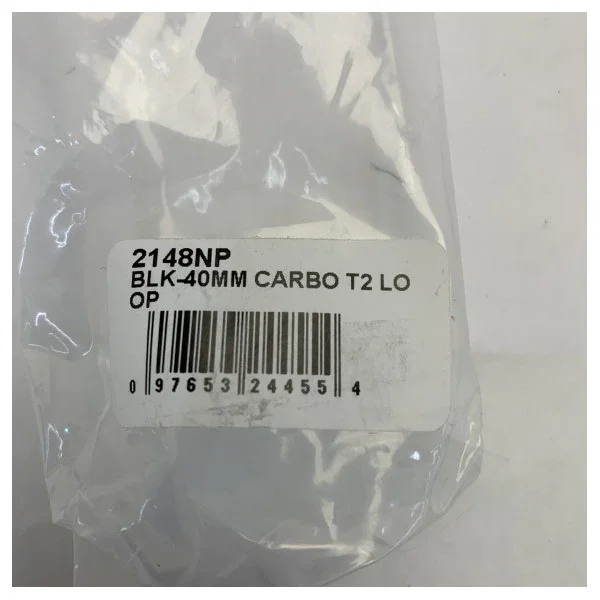 2148NP
BLK-40MM CARBO T2 LO
OP
0 97653 24455 4